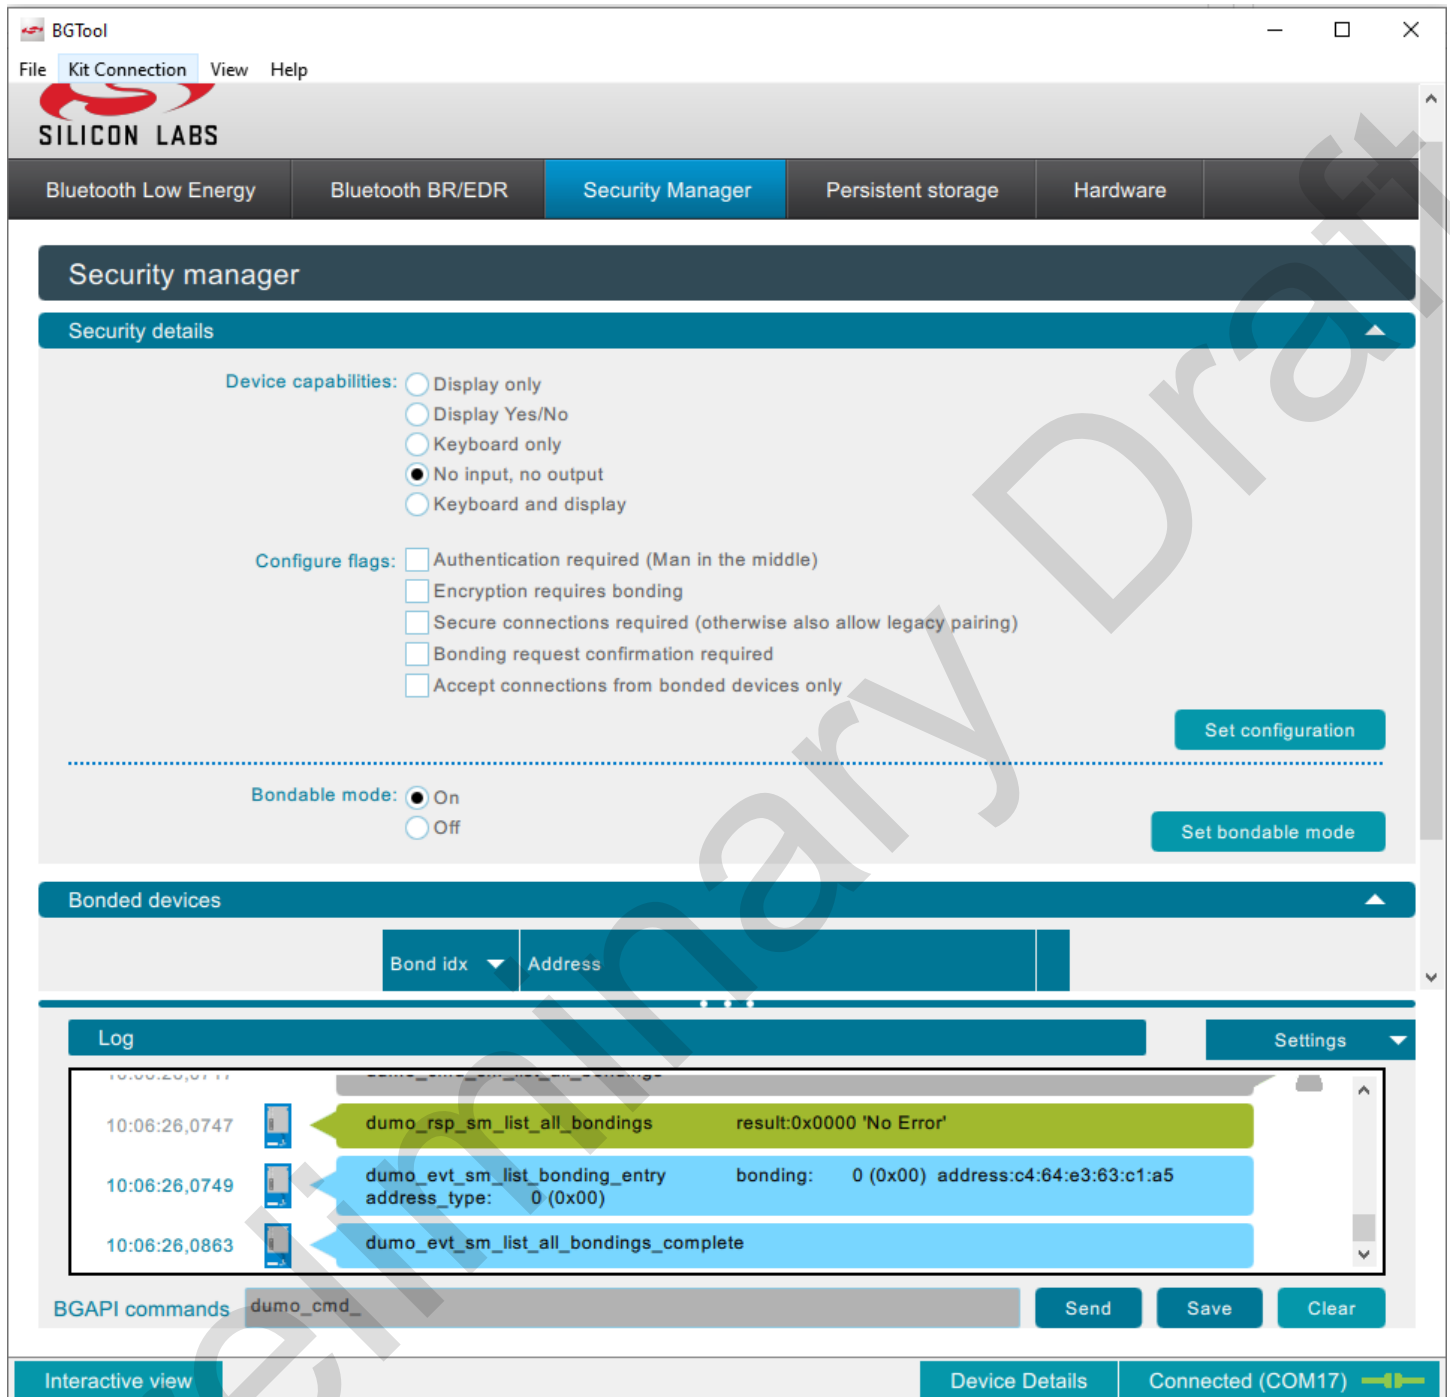 BGTool
File Kit Connection View Help
SILICON LABS
Bluetooth Low Energy Bluetooth BR/EDR Security Manager Persistent storage Hardware
Security manager
Security details
Device capabilities: Display only
Display Yes/No
Keyboard only
No input, no output
Keyboard and display
Configure flags: Authentication required (Man in the middle)
Encryption requires bonding
Secure connections required (otherwise also allow legacy pairing)
Bonding request confirmation required
Accept connections from bonded devices only
Set configuration
Bondable mode: On
Off
Set bondable mode
Bonded devices
Bond idx Address
Log Settings
dumo_cmd_sm_list_all_bondings
10:06:26,0747 dumo_rsp_sm_list_all_bondings result:0x0000 'No Error'
10:06:26,0749 dumo_evt_sm_list_bonding_entry bonding: 0 (0x00) address:c4:64:e3:63:c1:a5
address_type: 0 (0x00)
10:06:26,0863 dumo_evt_sm_list_all_bondings_complete
BGAPI commands dumo_cmd_ Send Save Clear
Interactive view Device Details Connected (COM17)
reliminary Draft